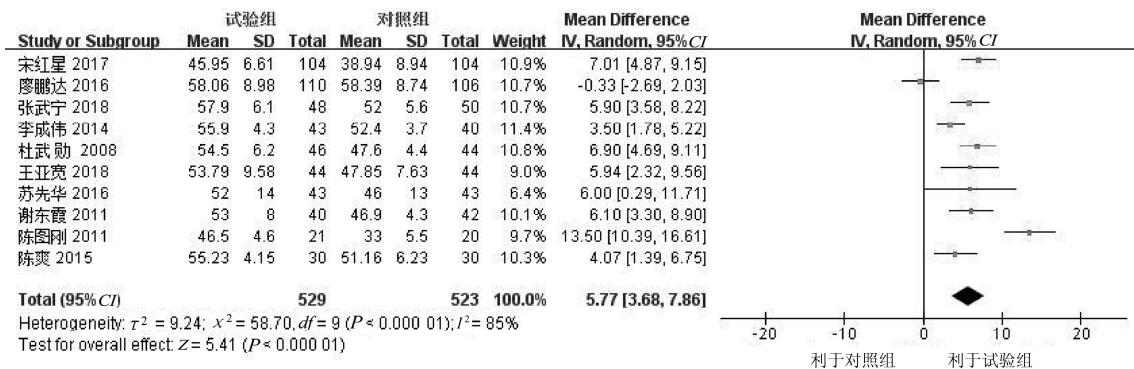 试验组 对照组 Mean Difference Mean Difference
Study or Subgroup Mean SD Total Mean SD Total Weight IV, Random, 95%CI IV, Random, 95%CI
宋红星 2017 45.95 6.61 104 38.94 8.94 104 10.9% 7.01 [4.87, 9.15]
廖鹏达 2016 58.06 8.98 110 58.39 8.74 106 10.7% -0.33 [-2.69, 2.03]
张武宁 2018 57.9 6.1 48 52 5.6 50 10.7% 5.90 [3.58, 8.22]
李成伟 2014 55.9 4.3 43 52.4 3.7 40 11.4% 3.50 [1.78, 5.22]
杜武勋 2008 54.5 6.2 46 47.6 4.4 44 10.8% 6.90 [4.69, 9.11]
王亚宽 2018 53.79 9.58 44 47.85 7.63 44 9.0% 5.94 [2.32, 9.56]
苏先华 2016 52 14 43 46 13 43 6.4% 6.00 [0.29, 11.71]
谢东霞 2011 53 8 40 46.9 4.3 42 10.1% 6.10 [3.30, 8.90]
陈图刚 2011 46.5 4.6 21 33 5.5 20 9.7% 13.50 [10.39, 16.61]
陈爽 2015 55.23 4.15 30 51.16 6.23 30 10.3% 4.07 [1.39, 6.75]
Total (95%CI) 529 523 100.0% 5.77 [3.68, 7.86]
Heterogeneity: τ² = 9.24; x² = 58.70, df = 9 (P < 0.000 01); I² = 85%
Test for overall effect: Z = 5.41 (P < 0.000 01)
-20 -10 0 10 20
利于对照组 利于试验组